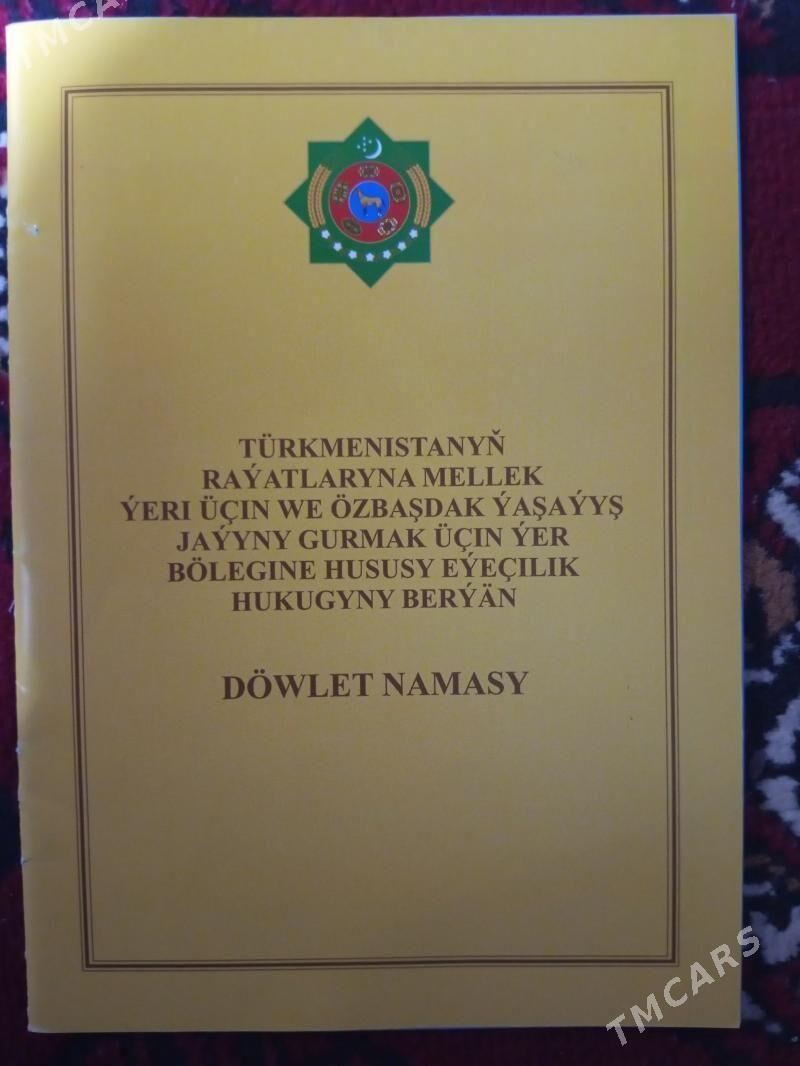 TMCARS
TÜRKMENISTANYŇ
RAÝATLARYNA MELLEK
ÝERI ÜÇIN WE ÖZBAŞDAK ÝAŞAÝYŞ
JAÝYNY GURMAK ÜÇIN ÝER
BÖLEGINE HUSUSY EÝEÇILIK
HUKUGYNY BERÝÄN
DÖWLET NAMASY
TMCARS